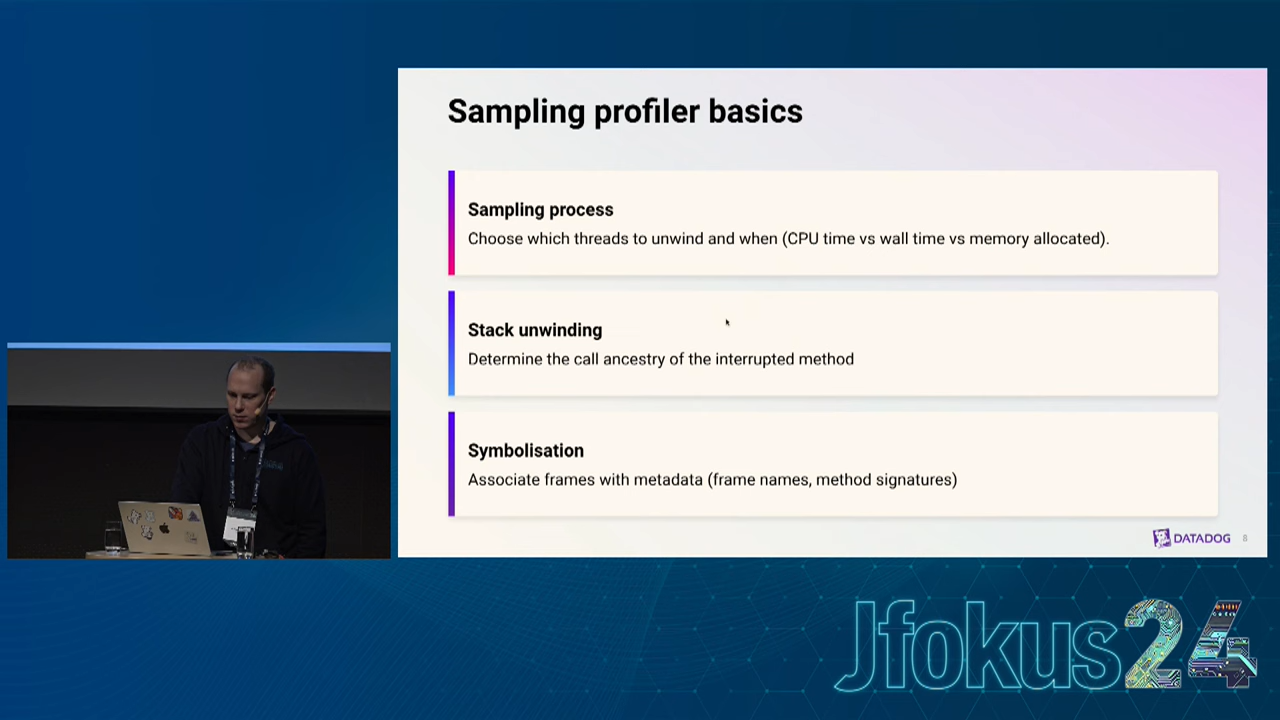 Sampling profiler basics
Sampling process
Choose which threads to unwind and when (CPU time vs wall time vs memory allocated).
Stack unwinding
Determine the call ancestry of the interrupted method
Symbolisation
Associate frames with metadata (frame names, method signatures)
DATADOG 8
Jfokus24